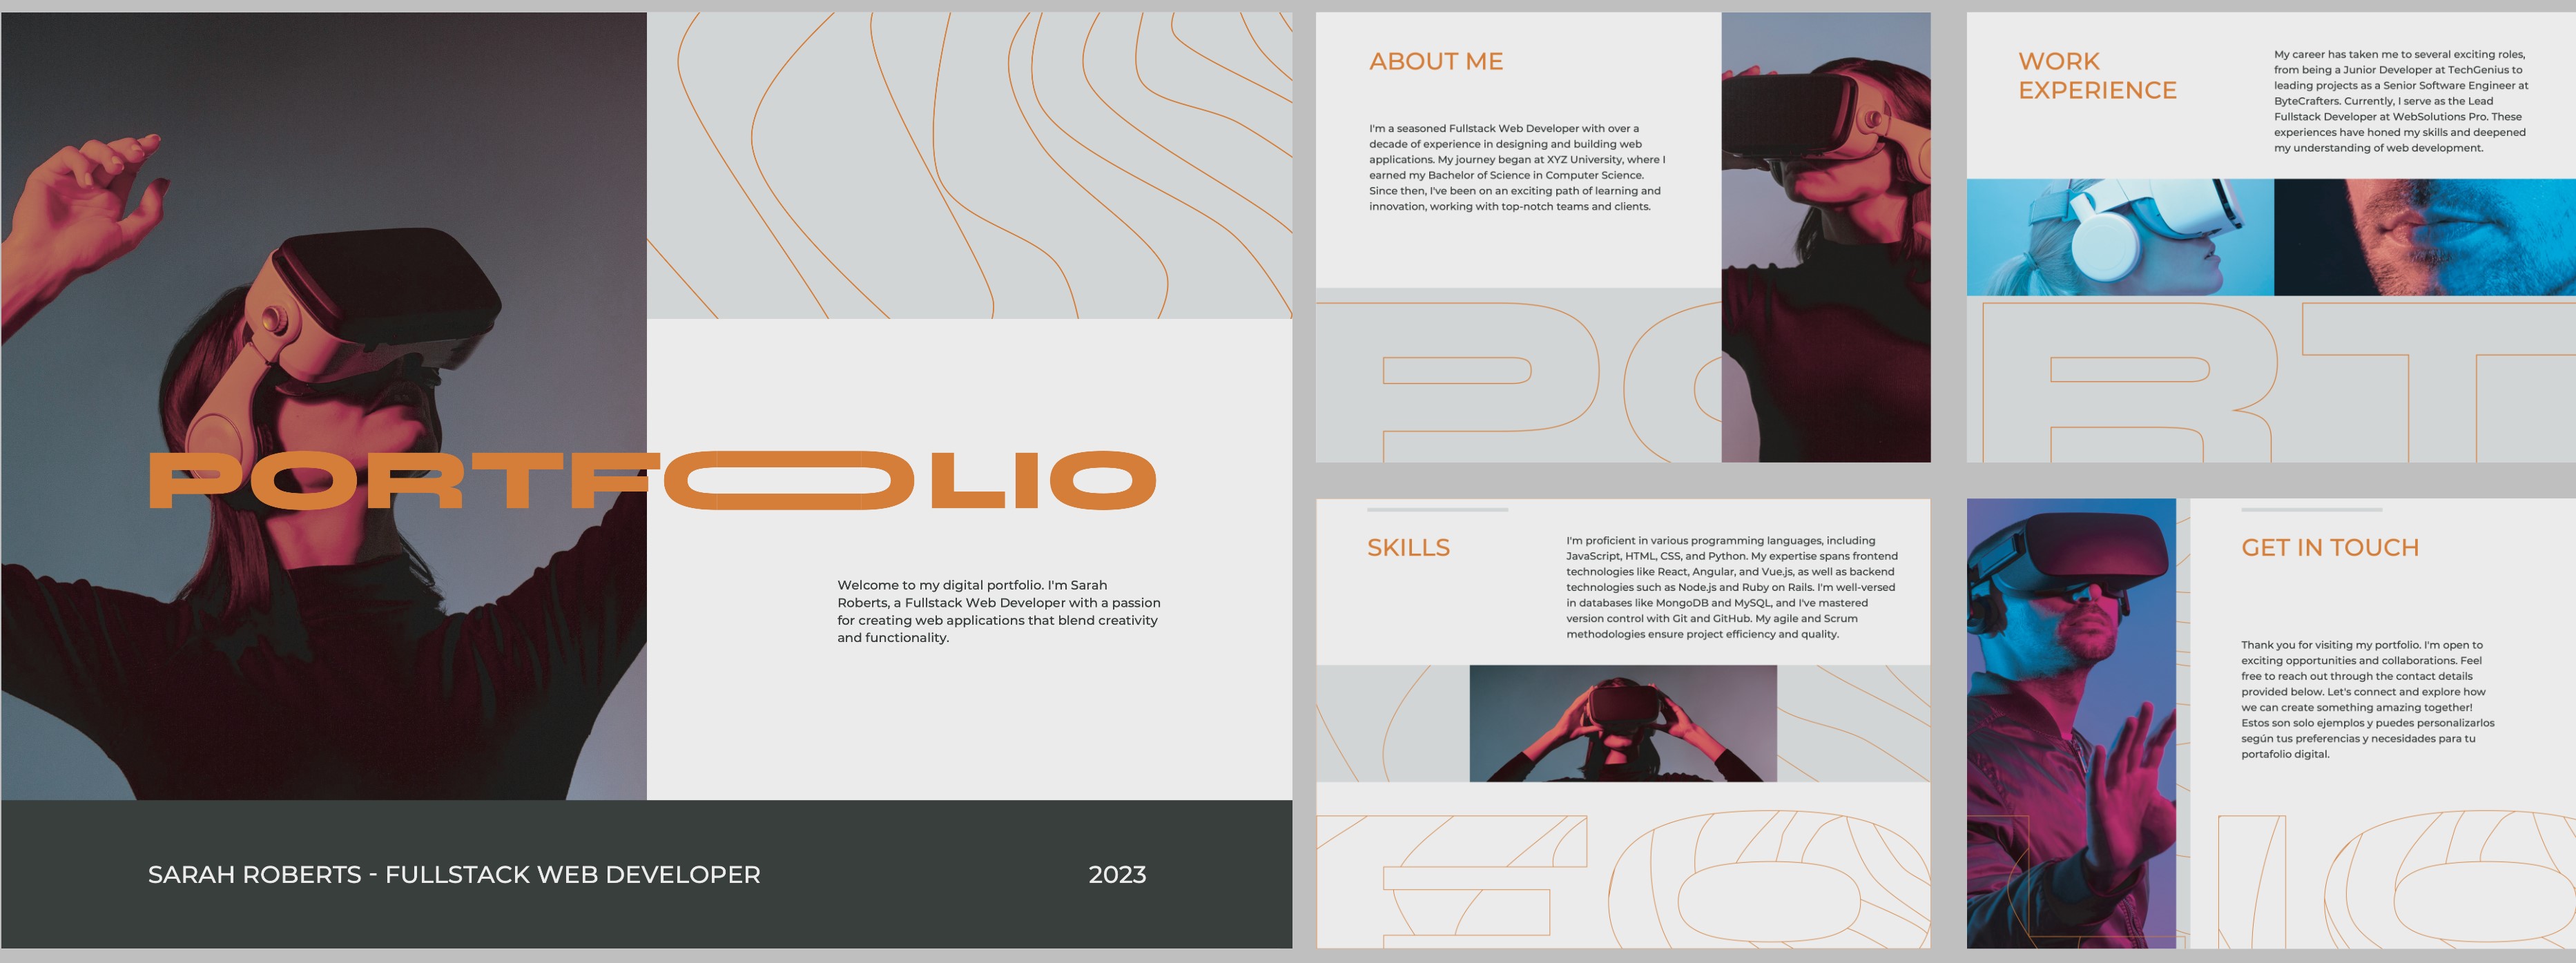 PORTFOLIO
Welcome to my digital portfolio. I'm Sarah
Roberts, a Fullstack Web Developer with a passion
for creating web applications that blend creativity
and functionality.
SARAH ROBERTS - FULLSTACK WEB DEVELOPER
2023
ABOUT ME
I'm a seasoned Fullstack Web Developer with over a
decade of experience in designing and building web
applications. My journey began at XYZ University, where I
earned my Bachelor of Science in Computer Science.
Since then, I've been on an exciting path of learning and
innovation, working with top-notch teams and clients.
PO
WORK
EXPERIENCE
My career has taken me to several exciting roles,
from being a Junior Developer at TechGenius to
leading projects as a Senior Software Engineer at
ByteCrafters. Currently, I serve as the Lead
Fullstack Developer at WebSolutions Pro. These
experiences have honed my skills and deepened
my understanding of web development.
RT
SKILLS
I'm proficient in various programming languages, including
JavaScript, HTML, CSS, and Python. My expertise spans frontend
technologies like React, Angular, and Vue.js, as well as backend
technologies such as Node.js and Ruby on Rails. I'm well-versed
in databases like MongoDB and MySQL, and I've mastered
version control with Git and GitHub. My agile and Scrum
methodologies ensure project efficiency and quality.
FO
GET IN TOUCH
Thank you for visiting my portfolio. I'm open to
exciting opportunities and collaborations. Feel
free to reach out through the contact details
provided below. Let's connect and explore how
we can create something amazing together!
Estos son solo ejemplos y puedes personalizarlos
según tus preferencias y necesidades para tu
portafolio digital.
LIO